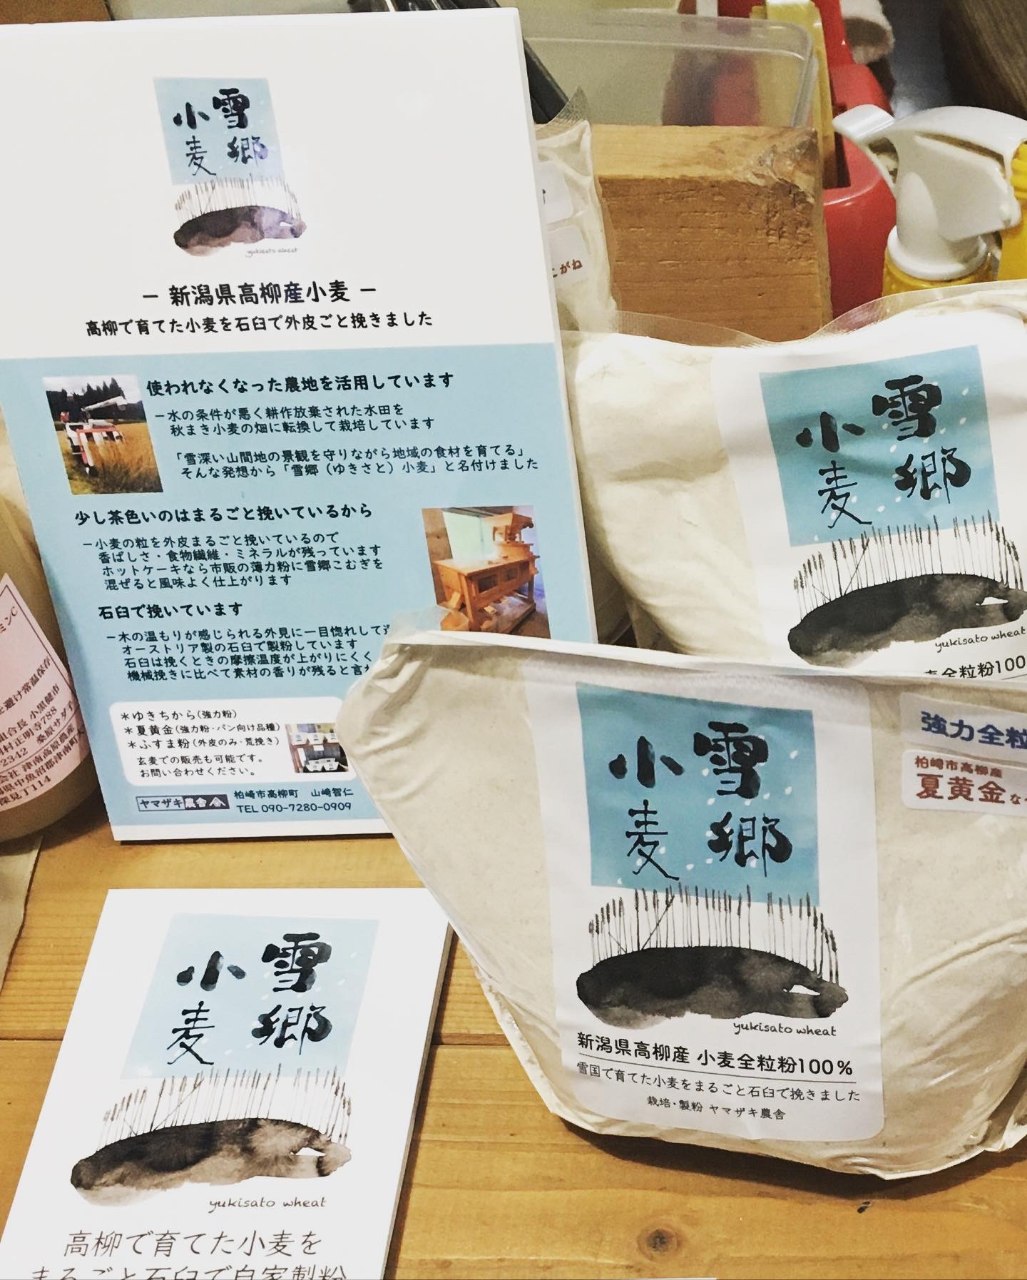 雪郷
小麦
yukisato wheat
― 新潟県高柳産小麦 ―
高柳で育てた小麦を石臼で外皮ごと挽きました
使われなくなった農地を活用しています
―水の条件が悪く耕作放棄された水田を
秋まき小麦の畑に転換して栽培しています
「雪深い山間地の景観を守りながら地域の食材を育てる」
そんな発想から「雪郷（ゆきさと）小麦」と名付けました
少し茶色いのはまるごと挽いているから
―小麦の粒を外皮まるごと挽いているので
香ばしさ・食物繊維・ミネラルが残っています
ホットケーキなら市販の薄力粉に雪郷こむぎを
混ぜると風味よく仕上がります
石臼で挽いています
―木の温もりが感じられる外見に一目惚れして
オーストリア製の石臼で製粉しています
石臼は挽くときの摩擦温度が上がりにくく
機械挽きに比べて素材の香りが残ると言
＊ゆきちから(強力粉)
＊夏黄金(強力粉・パン向け品種)
＊ふすま粉(外皮のみ・荒挽き)
玄麦での販売も可能です。
お問い合わせください。
ヤマザキ農舎
柏崎市高柳町 山崎智仁
TEL 090-7280-0909
こがね
雪郷
小麦
yukisato wheat
麦全粒粉100
雪郷
小麦
yukisato wheat
新潟県高柳産 小麦全粒粉100％
雪国で育てた小麦をまるごと石臼で挽きました
栽培・製粉 ヤマザキ農舎
強力全粒
柏崎市高柳産
夏黄金
雪郷
小麦
yukisato wheat
高柳で育てた小麦を
まるごと石臼で自家製粉